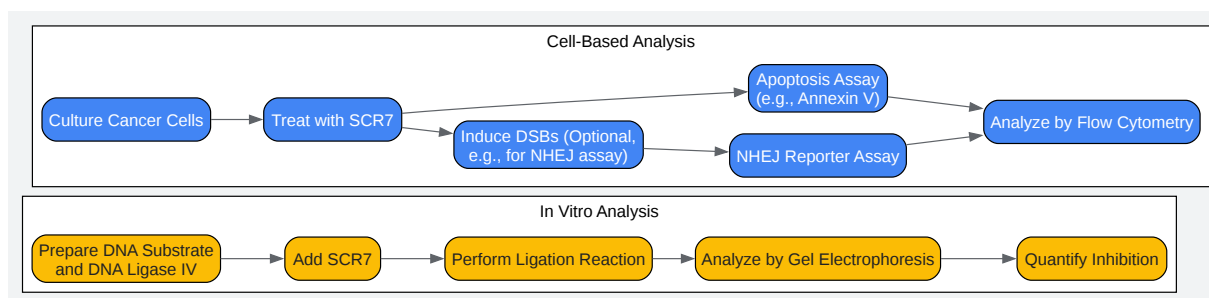 Cell-Based Analysis
Culture Cancer Cells
Treat with SCR7
Apoptosis Assay
(e.g., Annexin V)
Induce DSBs (Optional,
e.g., for NHEJ assay)
NHEJ Reporter Assay
Analyze by Flow Cytometry
In Vitro Analysis
Prepare DNA Substrate
and DNA Ligase IV
Add SCR7
Perform Ligation Reaction
Analyze by Gel Electrophoresis
Quantify Inhibition